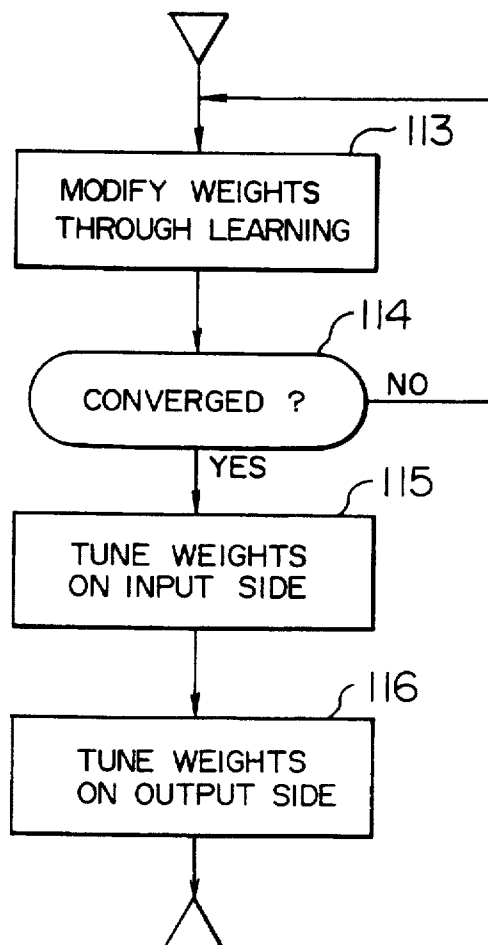 113
MODIFY WEIGHTS
THROUGH LEARNING
114
CONVERGED ?
NO
YES
115
TUNE WEIGHTS
ON INPUT SIDE
116
TUNE WEIGHTS
ON OUTPUT SIDE